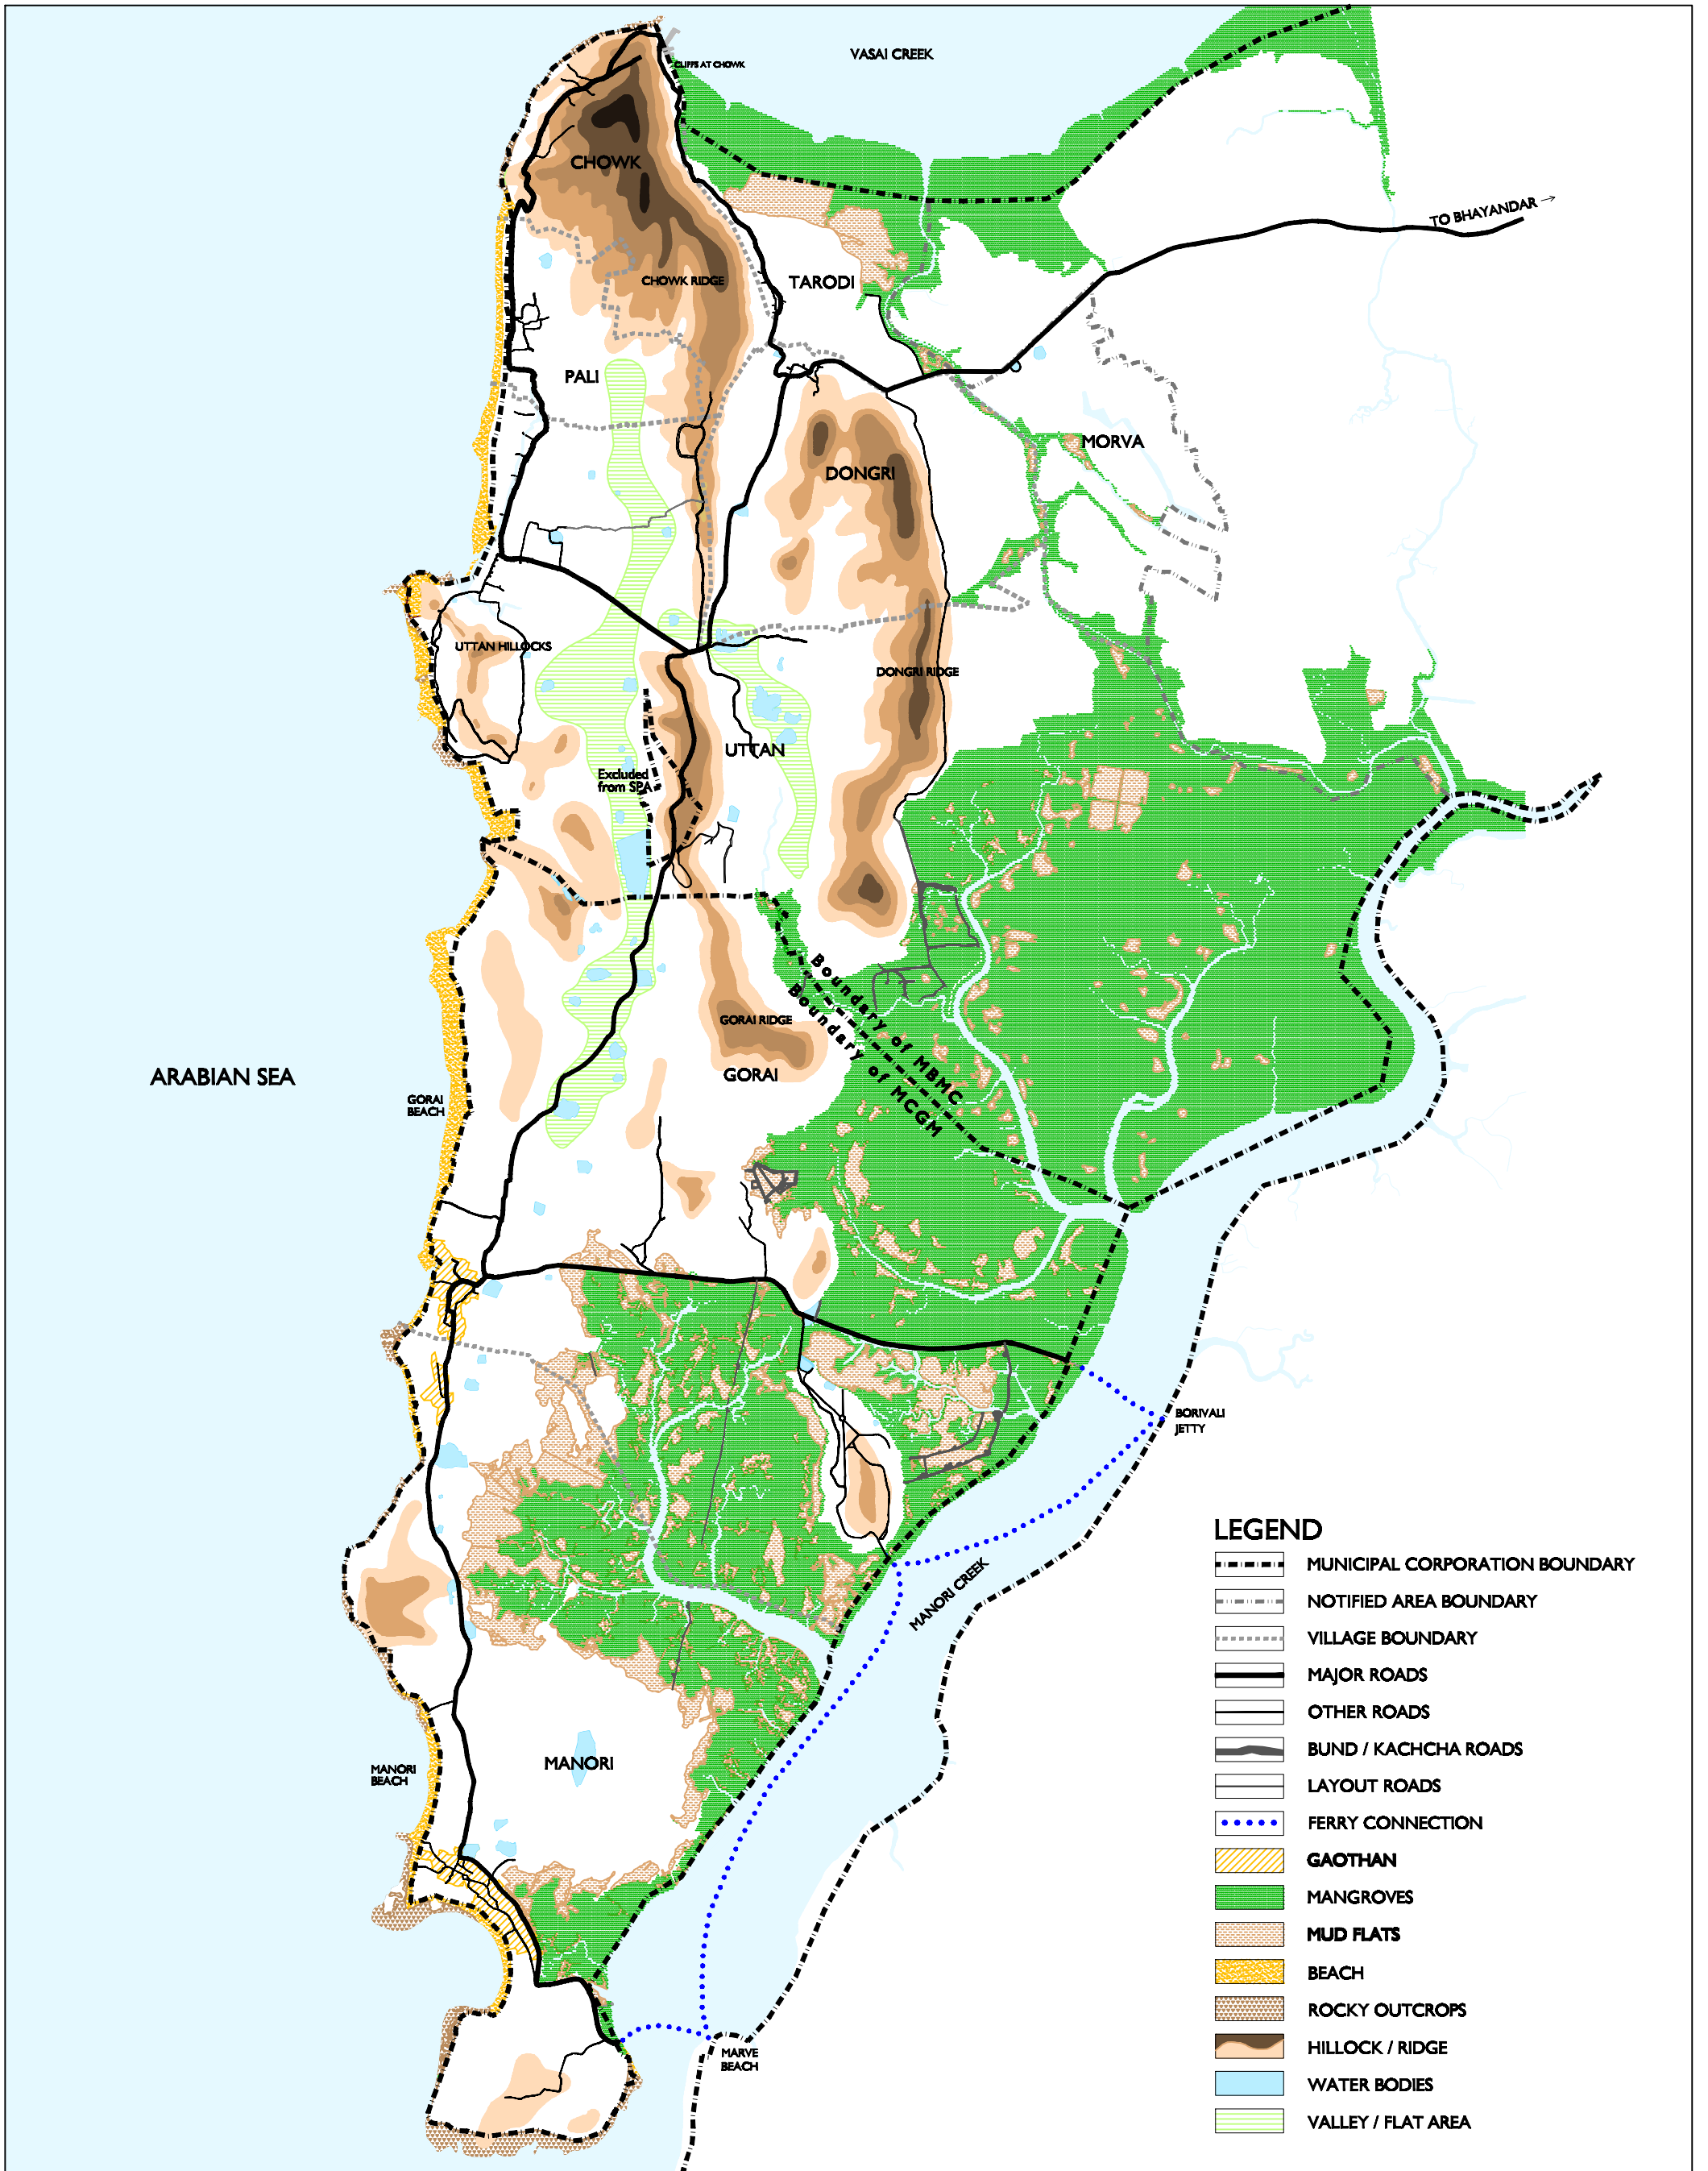 VASAI CREEK
CLIFFS AT CHOWK
CHOWK
TO BHAYANDAR →
CHOWK RIDGE
TARODI
PALI
MORVA
DONGRI
UTTAN HILLOCKS
DONGRI RIDGE
UTTAN
Excluded
from SPA
Boundary of MBMC
Boundary of MCGM
GORAI RIDGE
GORAI
ARABIAN SEA
GORAI
BEACH
BORIVALI
JETTY
MANORI CREEK
MANORI
MANORI
BEACH
MARVE
BEACH
LEGEND
MUNICIPAL CORPORATION BOUNDARY
NOTIFIED AREA BOUNDARY
VILLAGE BOUNDARY
MAJOR ROADS
OTHER ROADS
BUND / KACHCHA ROADS
LAYOUT ROADS
FERRY CONNECTION
GAOTHAN
MANGROVES
MUD FLATS
BEACH
ROCKY OUTCROPS
HILLOCK / RIDGE
WATER BODIES
VALLEY / FLAT AREA